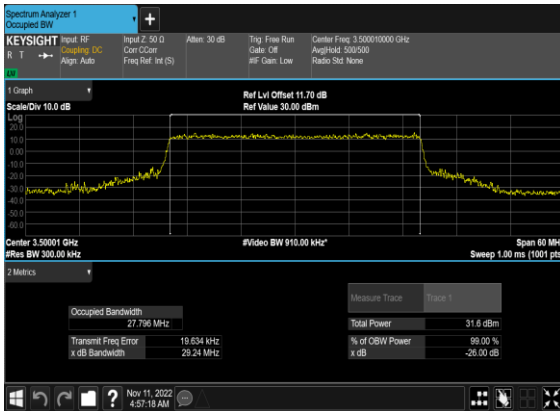 Spectrum Analyzer 1
Occupied BW
KEYSIGHT
R T
Input: RF
Coupling: DC
Align: Auto
Input Z: 50 Ω
Corr CCorr
Freq Ref: Int (S)
Atten: 30 dB
Trig: Free Run
Gate: Off
#IF Gain: Low
Center Freq: 3.500010000 GHz
Avg|Hold: 500/500
Radio Std: None
1 Graph
Scale/Div 10.0 dB
Ref Lvl Offset 11.70 dB
Ref Value 30.00 dBm
Log
20.0
10.0
0.00
-10.0
-20.0
-30.0
-40.0
-50.0
-60.0
Center 3.50001 GHz
#Res BW 300.00 kHz
#Video BW 910.00 kHz*
Span 60 MH
Sweep 1.00 ms (1001 pts
2 Metrics
Measure Trace
Trace 1
Occupied Bandwidth
27.796 MHz
Total Power
31.6 dBm
Transmit Freq Error
19.634 kHz
% of OBW Power
99.00 %
x dB Bandwidth
29.24 MHz
x dB
-26.00 dB
Nov 11, 2022
4:57:18 AM